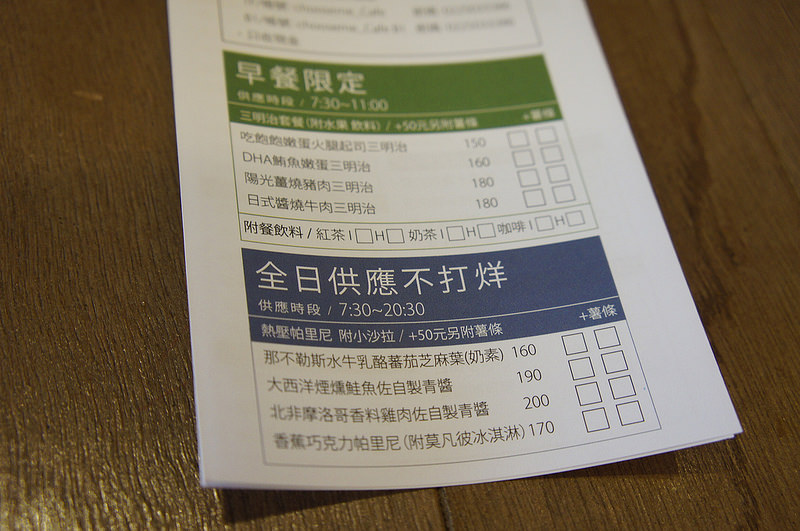 早餐限定
供應時段 / 7:30~11:00
三明治套餐(附水果 飲料) / +50元另附薯條 +薯條
吃飽飽嫩蛋火腿起司三明治 150
DHA鮪魚嫩蛋三明治 160
陽光薑燒豬肉三明治 180
日式醬燒牛肉三明治 180
附餐飲料 / 紅茶 I□H□ 奶茶 I□H□ 咖啡 I□H□
全日供應不打烊
供應時段 / 7:30~20:30
熱壓帕里尼 附小沙拉 / +50元另附薯條 +薯條
那不勒斯水牛乳酪蕃茄芝麻葉(奶素) 160
大西洋煙燻鮭魚佐自製青醬 190
北非摩洛哥香料雞肉佐自製青醬 200
香蕉巧克力帕里尼(附莫凡彼冰淇淋) 170